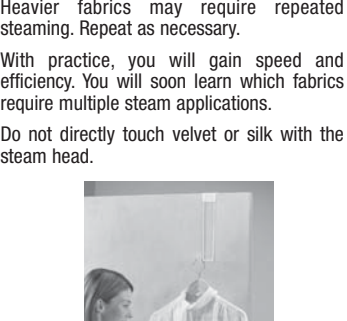 Heavier fabrics may require repeated
steaming. Repeat as necessary.
With practice, you will gain speed and
efficiency. You will soon learn which fabrics
require multiple steam applications.
Do not directly touch velvet or silk with the
steam head.